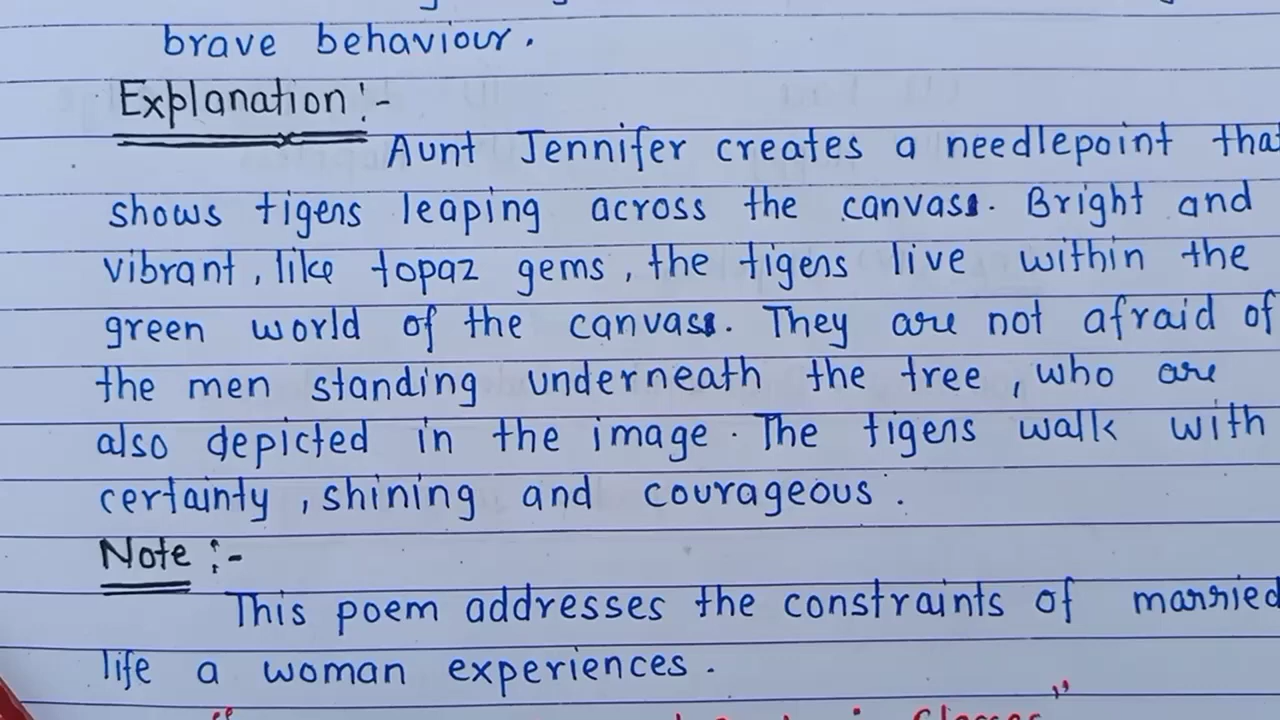 brave behaviour.
Explanation:-
Aunt Jennifer creates a needlepoint tha
shows tigers leaping across the canvass. Bright and
vibrant, like topaz gems, the tigers live within the
green world of the canvass. They are not afraid of
the men standing underneath the tree, who are
also depicted in the image. The tigers walk with
certainty, shining and courageous.
Note:-
This poem addresses the constraints of married
life a woman experiences.